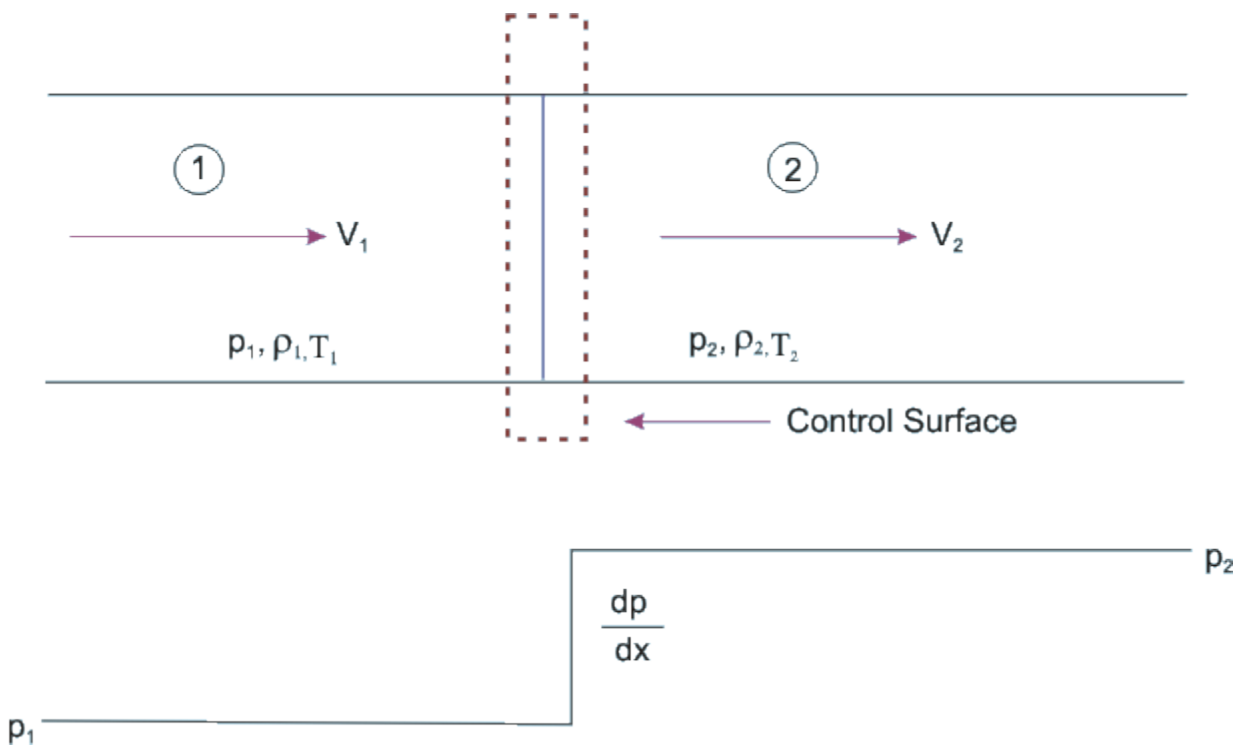 1 2
V₁ V₂
p₁, ρ₁, T₁ p₂, ρ₂, T₂
Control Surface
p₂
dp
dx
p₁